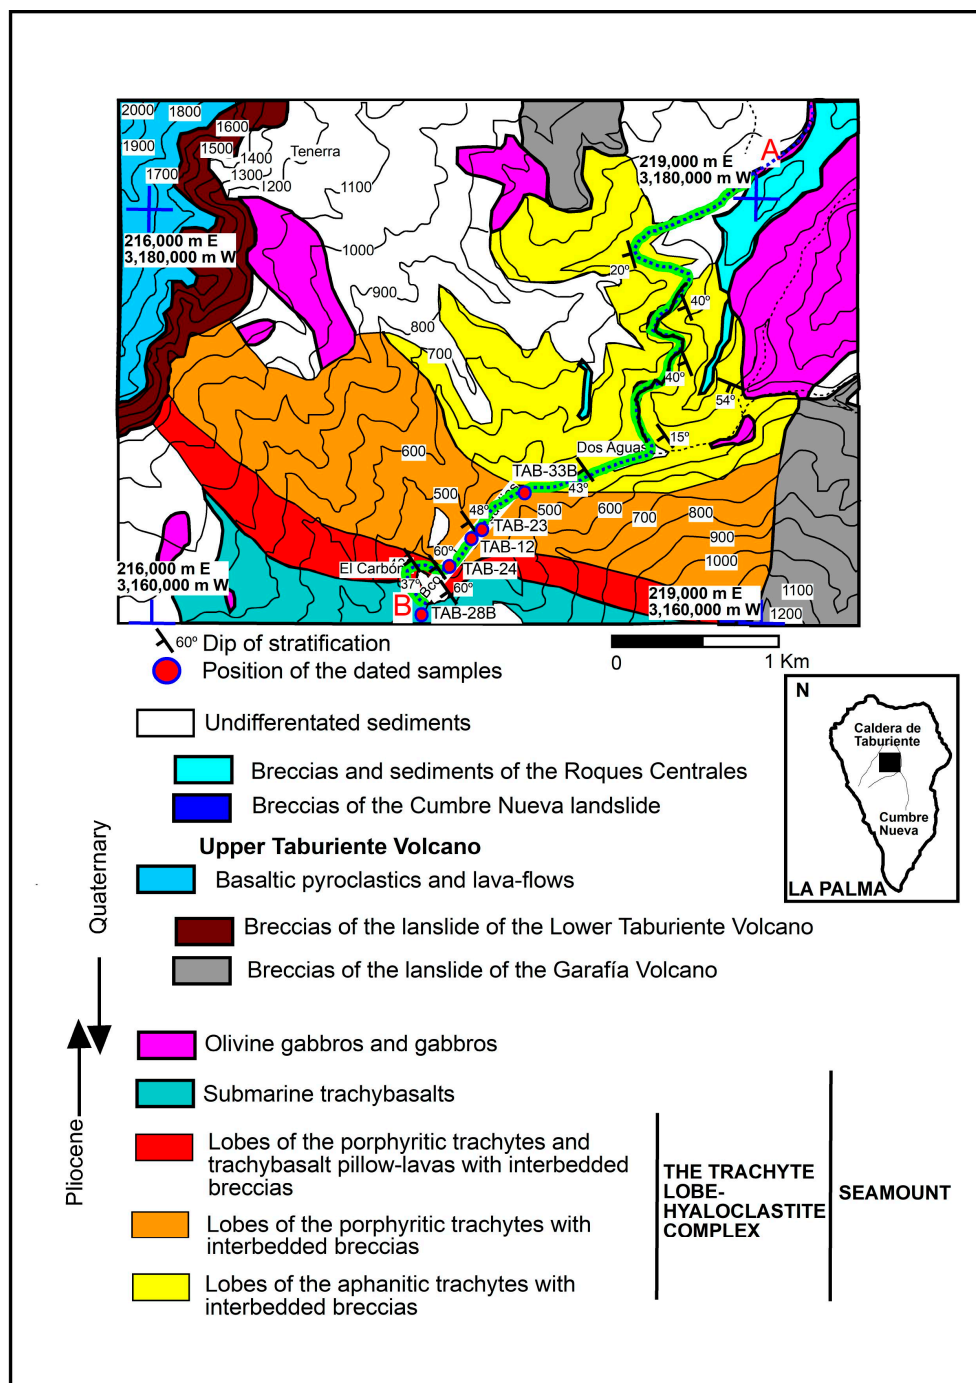 2000
1800
1900
1600
1500
1400
1300
1200
1700
Tenerra
1100
1000
900
800
700
600
500
A
219,000 m E
3,180,000 m W
216,000 m E
3,180,000 m W
20º
40º
40º
54º
15º
Dos Aguas
TAB-33B
43º
48º
500
600
700
800
900
1000
1100
1200
TAB-23
TAB-12
60º
El Carbón
TAB-24
37º
Bco
60º
216,000 m E
3,160,000 m W
219,000 m E
3,160,000 m W
B
TAB-28B
60º Dip of stratification
Position of the dated samples
0 1 Km
Undifferentated sediments
Breccias and sediments of the Roques Centrales
Breccias of the Cumbre Nueva landslide
Upper Taburiente Volcano
Basaltic pyroclastics and lava-flows
Breccias of the lanslide of the Lower Taburiente Volcano
Breccias of the lanslide of the Garafía Volcano
Olivine gabbros and gabbros
Submarine trachybasalts
Lobes of the porphyritic trachytes and
trachybasalt pillow-lavas with interbedded
breccias
Lobes of the porphyritic trachytes with
interbedded breccias
Lobes of the aphanitic trachytes with
interbedded breccias
Quaternary
Pliocene
THE TRACHYTE
LOBE-
HYALOCLASTITE
COMPLEX
SEAMOUNT
N
Caldera de
Taburiente
Cumbre
Nueva
LA PALMA